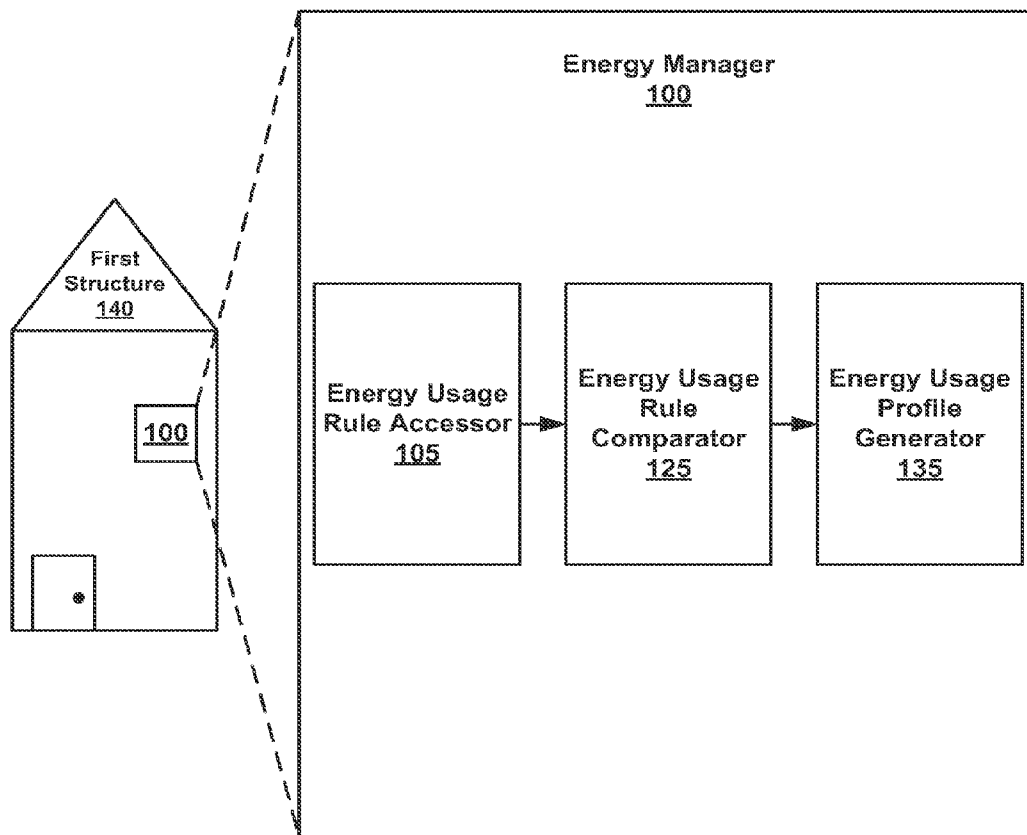 Energy Manager
100
First
Structure
140
100
Energy Usage
Rule Accessor
105
Energy Usage
Rule
Comparator
125
Energy Usage
Profile
Generator
135